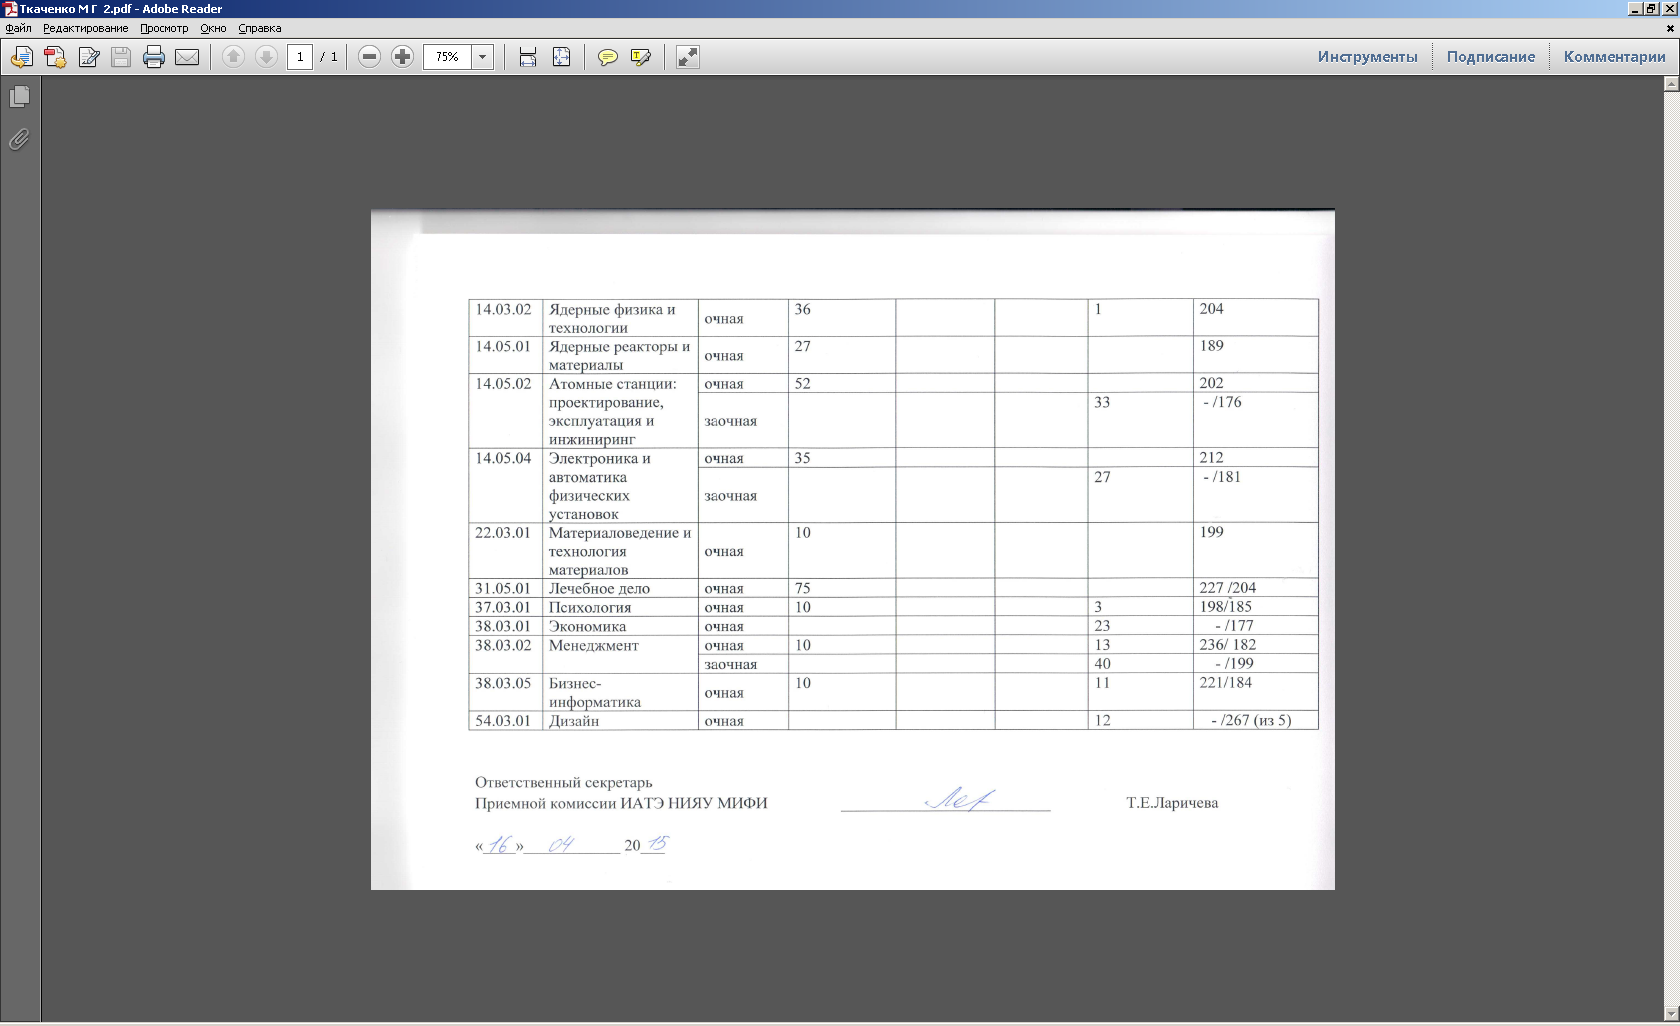 Ткаченко М Г  2.pdf - Adobe Reader
Файл Редактирование Просмотр Окно Справка
1 / 1 75% Инструменты Подписание Комментарии
14.03.02 Ядерные физика и технологии очная 36 1 204
14.05.01 Ядерные реакторы и материалы очная 27 189
14.05.02 Атомные станции: проектирование, эксплуатация и инжиниринг очная 52 202
заочная 33 - /176
14.05.04 Электроника и автоматика физических установок очная 35 212
заочная 27 - /181
22.03.01 Материаловедение и технология материалов очная 10 199
31.05.01 Лечебное дело очная 75 227 /204
37.03.01 Психология очная 10 3 198/185
38.03.01 Экономика очная 23 - /177
38.03.02 Менеджмент очная 10 13 236/ 182
заочная 40 - /199
38.03.05 Бизнес-информатика очная 10 11 221/184
54.03.01 Дизайн очная 12 - /267 (из 5)
Ответственный секретарь
Приемной комиссии ИАТЭ НИЯУ МИФИ Т.Е.Ларичева
«16» 04 2015